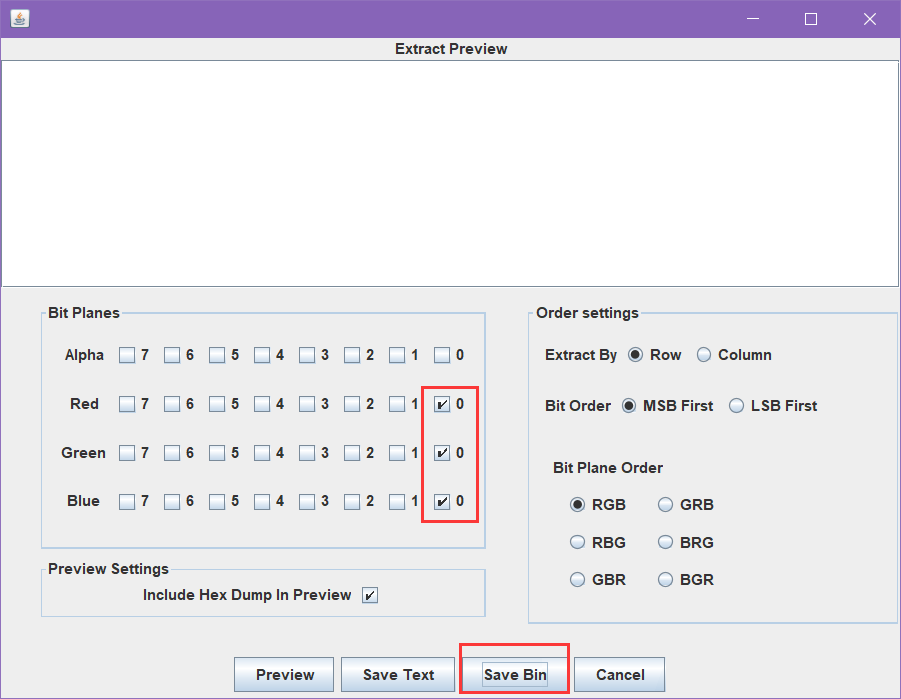 Extract Preview
Bit Planes
Alpha 7 6 5 4 3 2 1 0
Red 7 6 5 4 3 2 1 0
Green 7 6 5 4 3 2 1 0
Blue 7 6 5 4 3 2 1 0
Preview Settings
Include Hex Dump In Preview
Order settings
Extract By Row Column
Bit Order MSB First LSB First
Bit Plane Order
RGB GRB
RBG BRG
GBR BGR
Preview Save Text Save Bin Cancel